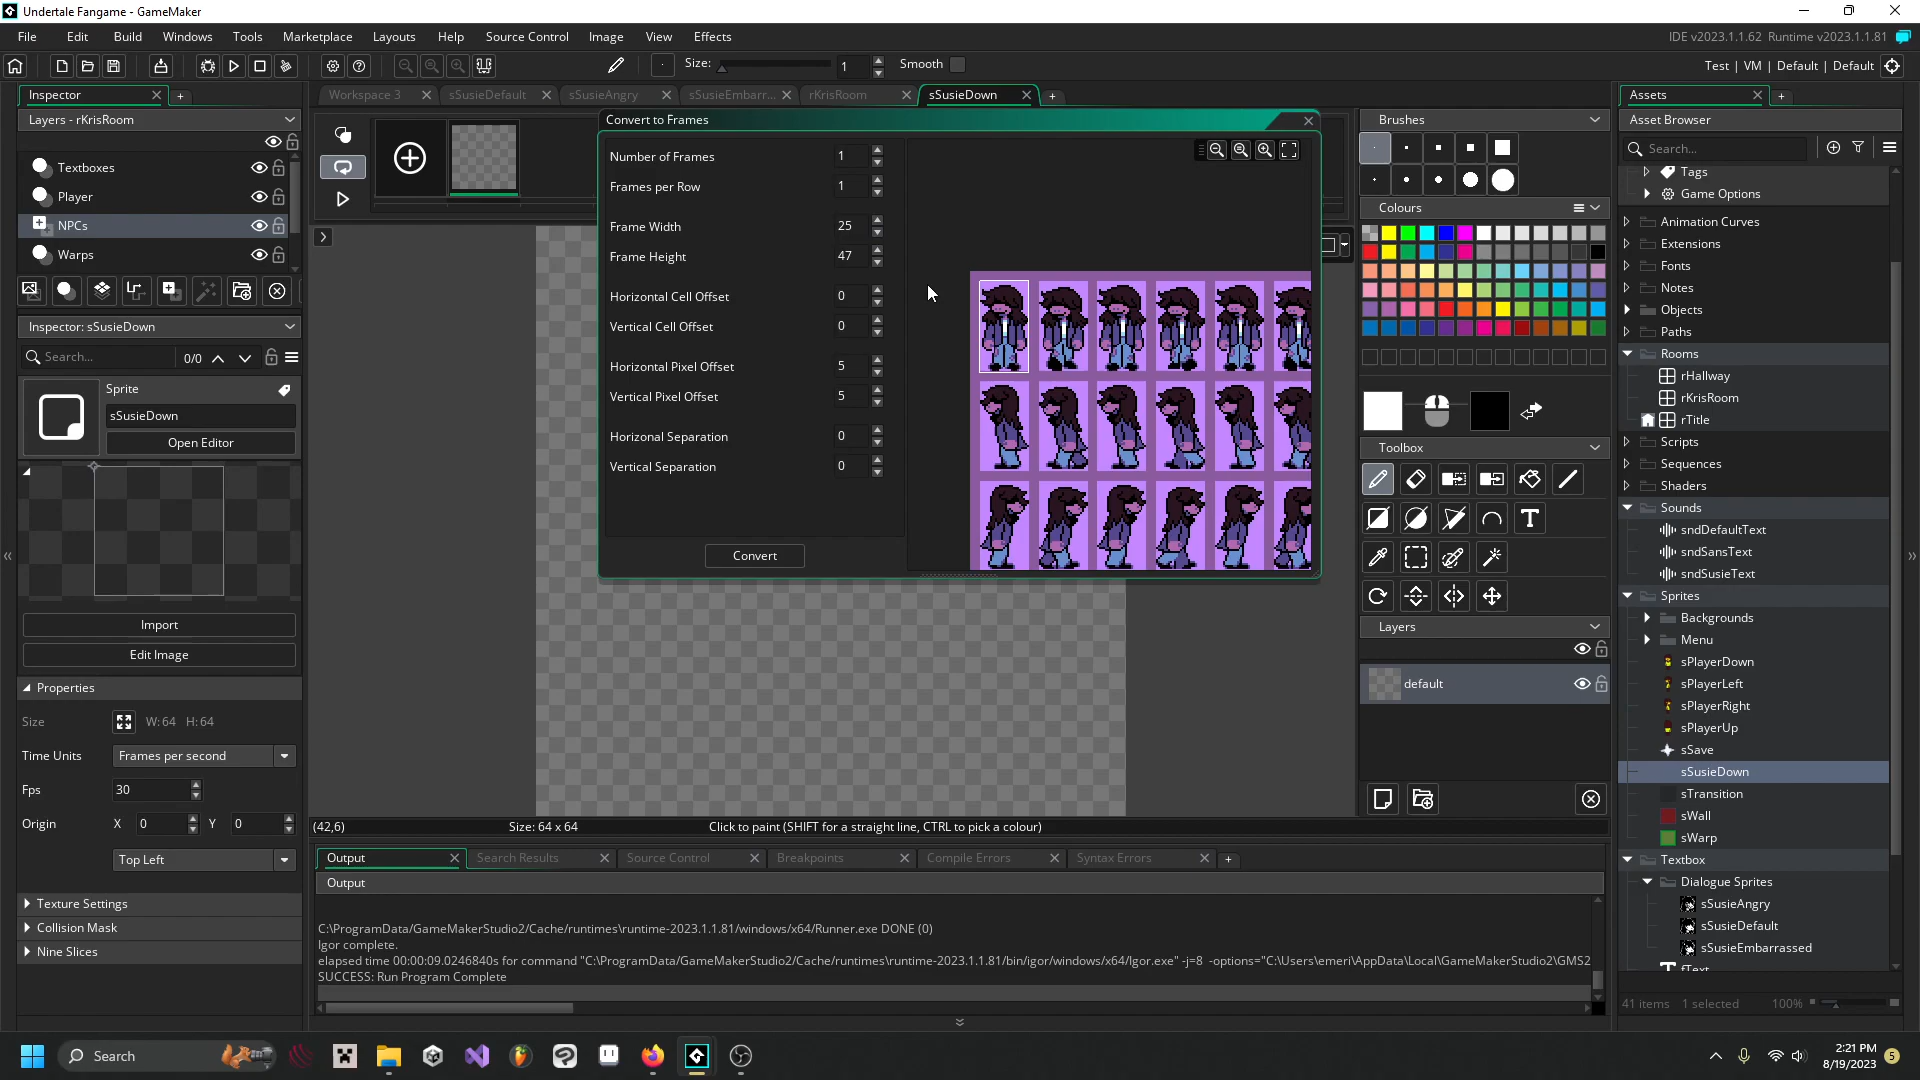 Undertale Fangame - GameMaker
File Edit Build Windows Tools Marketplace Layouts Help Source Control Image View Effects
IDE v2023.1.1.62 Runtime v2023.1.1.81
Size: 1 Smooth
Test | VM | Default | Default
Inspector
Workspace 3 sSusieDefault sSusieAngry sSusieEmbarr... rKrisRoom sSusieDown
Assets
Layers - rKrisRoom
Textboxes
Player
NPCs
Warps
Inspector: sSusieDown
Search... 0/0
Sprite
sSusieDown
Open Editor
Import
Edit Image
Properties
Size W: 64 H: 64
Time Units Frames per second
Fps 30
Origin X 0 Y 0
Top Left
Texture Settings
Collision Mask
Nine Slices
Convert to Frames
Number of Frames 1
Frames per Row 1
Frame Width 25
Frame Height 47
Horizontal Cell Offset 0
Vertical Cell Offset 0
Horizontal Pixel Offset 5
Vertical Pixel Offset 5
Horizonal Separation 0
Vertical Separation 0
Convert
(42,6) Size: 64 x 64 Click to paint (SHIFT for a straight line, CTRL to pick a colour)
Output Search Results Source Control Breakpoints Compile Errors Syntax Errors
Output
C:\ProgramData/GameMakerStudio2/Cache/runtimes\runtime-2023.1.1.81/windows/x64/Runner.exe DONE (0)
Igor complete.
elapsed time 00:00:09.0246840s for command "C:\ProgramData/GameMakerStudio2/Cache/runtimes\runtime-2023.1.1.81/bin/igor/windows/x64/Igor.exe" -j=8 -options="C:\Users\emeri\AppData\Local\GameMakerStudio2\GMS2
SUCCESS: Run Program Complete
Brushes
Colours
Toolbox
Layers
default
Asset Browser
Search...
Tags
Game Options
Animation Curves
Extensions
Fonts
Notes
Objects
Paths
Rooms
rHallway
rKrisRoom
rTitle
Scripts
Sequences
Shaders
Sounds
sndDefaultText
sndSansText
sndSusieText
Sprites
Backgrounds
Menu
sPlayerDown
sPlayerLeft
sPlayerRight
sPlayerUp
sSave
sSusieDown
sTransition
sWall
sWarp
Textbox
Dialogue Sprites
sSusieAngry
sSusieDefault
sSusieEmbarrassed
fText
41 items 1 selected 100%
Search
2:21 PM
8/19/2023
5